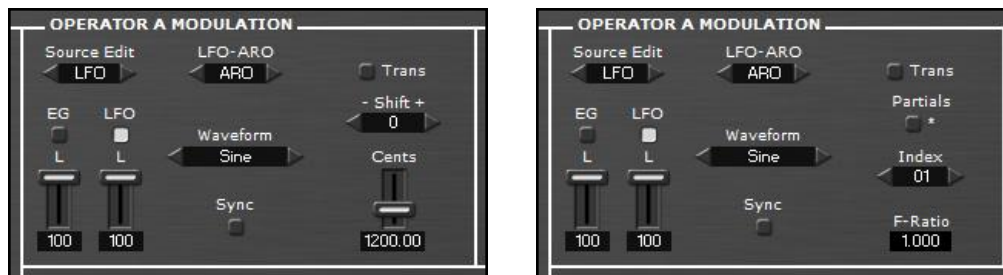 OPERATOR A MODULATION
Source Edit LFO-ARO
LFO ARO Trans
- Shift +
EG LFO 0
Waveform
L L Sine Cents
Sync
100 100 1200.00
OPERATOR A MODULATION
Source Edit LFO-ARO
LFO ARO Trans
Partials
EG LFO *
Waveform
L L Sine Index
01
Sync
F-Ratio
100 100 1.000